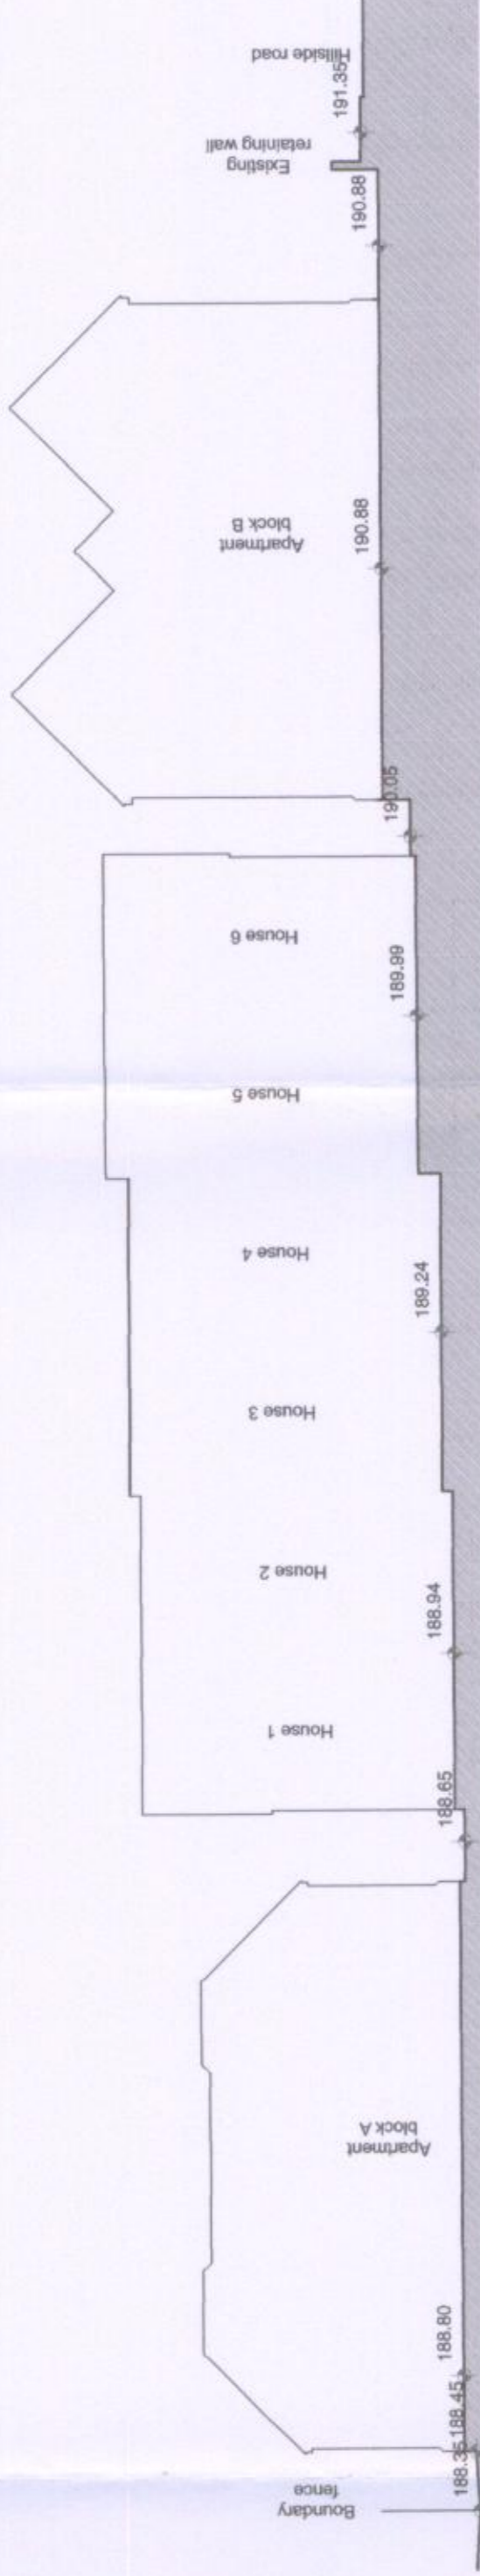 Hillside road
191.35
Existing
retaining wall
190.88
Apartment
block B
190.88
190.05
House 6
189.99
House 5
House 4
189.24
House 3
House 2
188.94
House 1
188.65
Apartment
block A
188.80
188.45
188.35
Boundary
fence